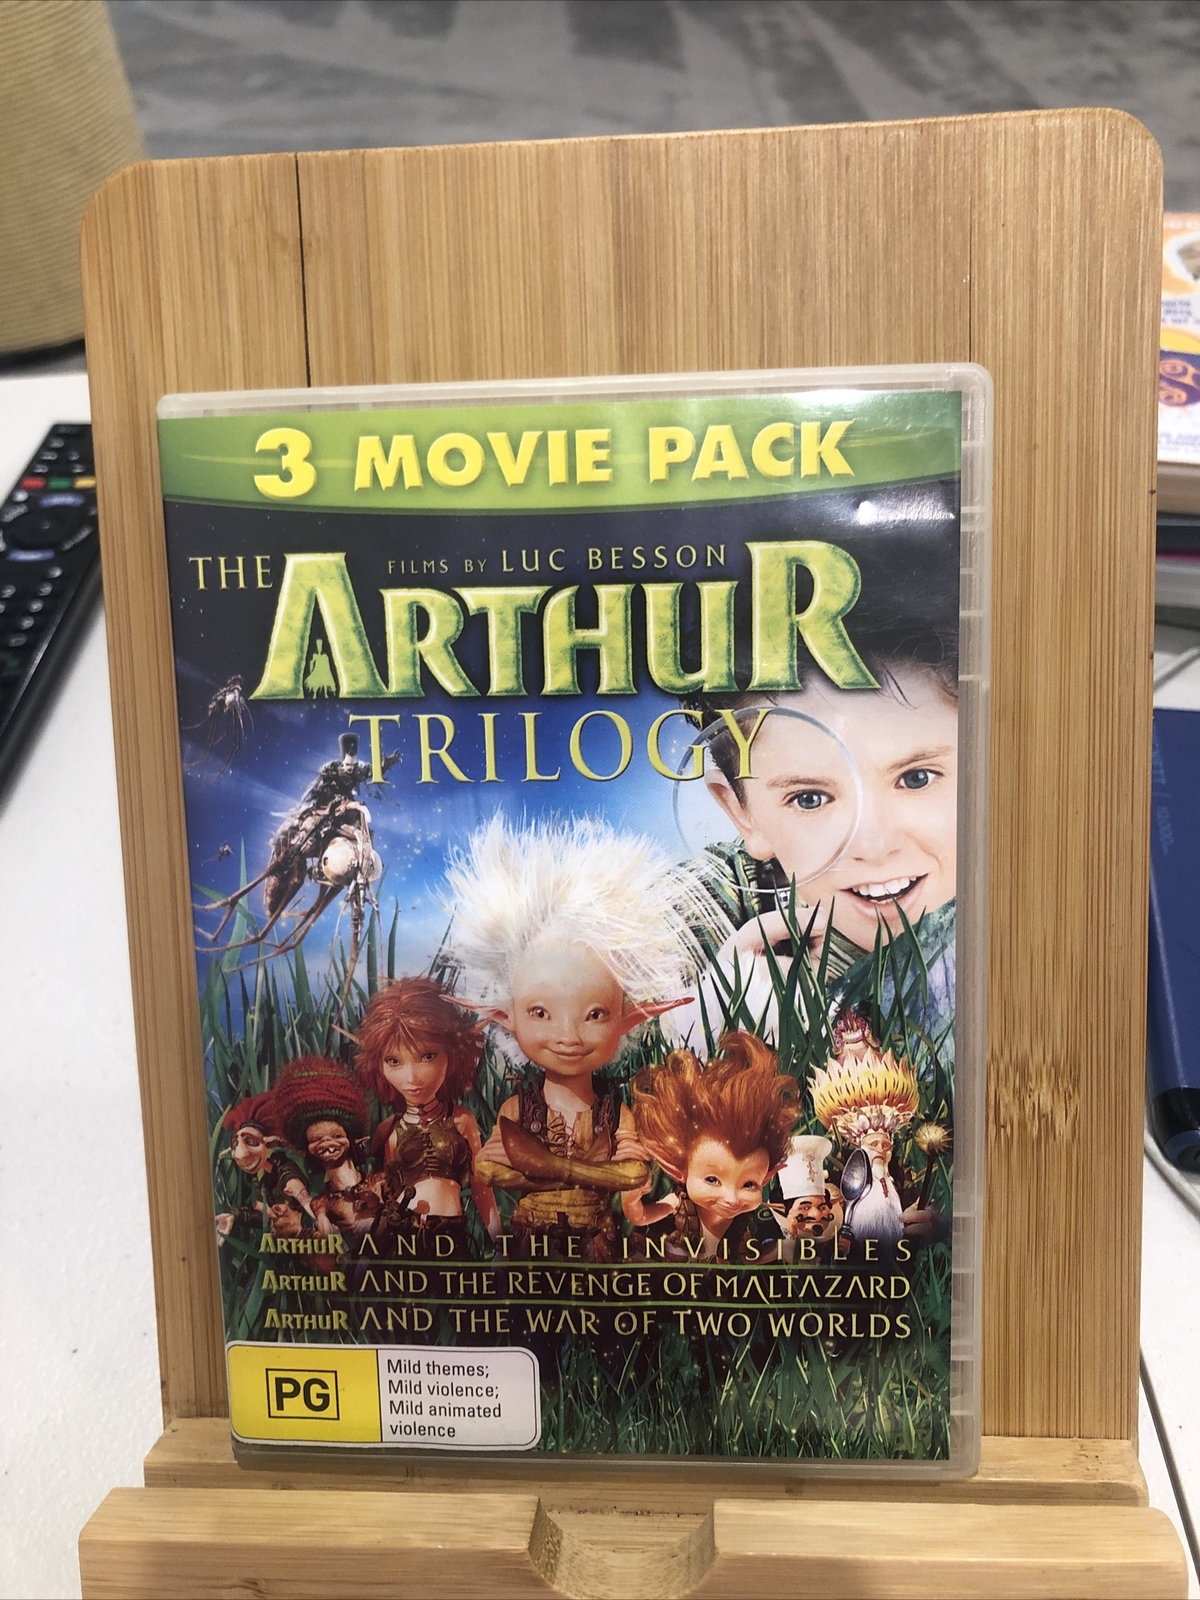 3 MOVIE PACK
FILMS BY LUC BESSON
THE ARTHUR
TRILOGY
ARTHUR AND THE INVISIBLES
ARTHUR AND THE REVENGE OF MALTAZARD
ARTHUR AND THE WAR OF TWO WORLDS
PG
Mild themes;
Mild violence;
Mild animated
violence